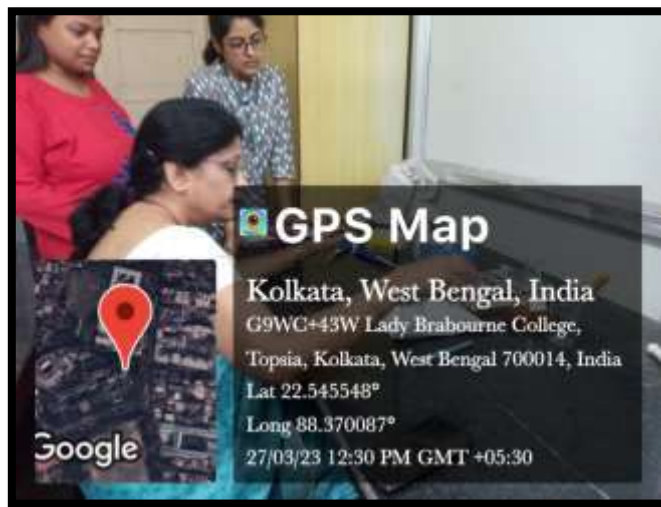 GPS Map
Kolkata, West Bengal, India
G9WC+43W Lady Brabourne College,
Topsia, Kolkata, West Bengal 700014, India
Lat 22.545548°
Long 88.370087°
27/03/23 12:30 PM GMT +05:30
Google